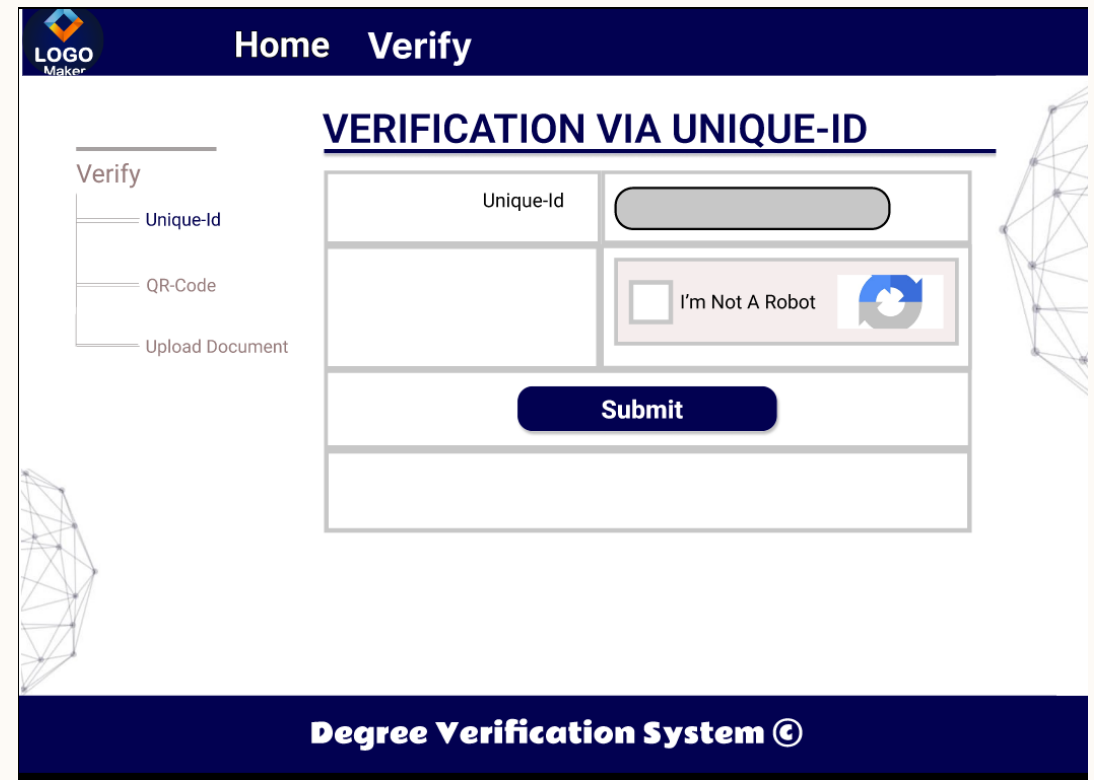 LOGO
Maker
Home Verify
VERIFICATION VIA UNIQUE-ID
Verify
Unique-Id
QR-Code
Upload Document
Unique-Id
I’m Not A Robot
Submit
Degree Verification System ©